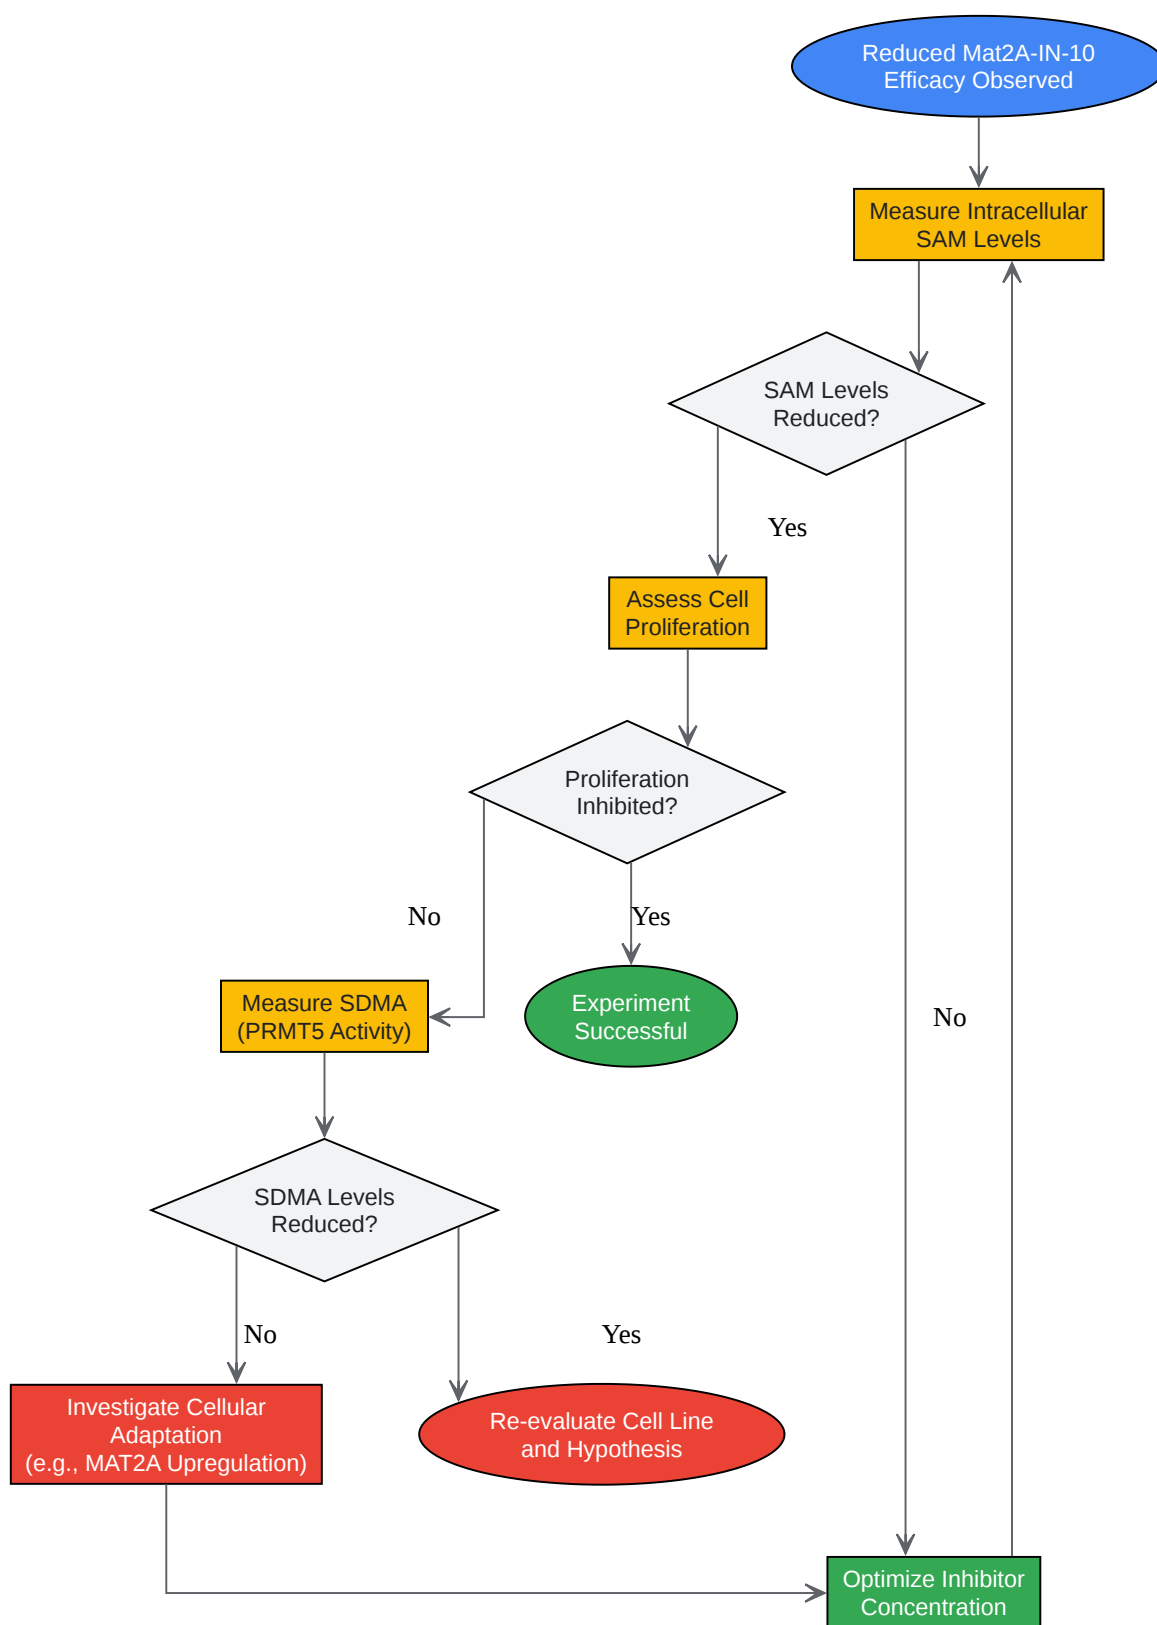 Reduced Mat2A-IN-10
Efficacy Observed
Measure Intracellular
SAM Levels
SAM Levels
Reduced?
Yes
Assess Cell
Proliferation
Proliferation
Inhibited?
No
Yes
Measure SDMA
(PRMT5 Activity)
Experiment
Successful
No
SDMA Levels
Reduced?
No
Yes
Investigate Cellular
Adaptation
(e.g., MAT2A Upregulation)
Re-evaluate Cell Line
and Hypothesis
Optimize Inhibitor
Concentration